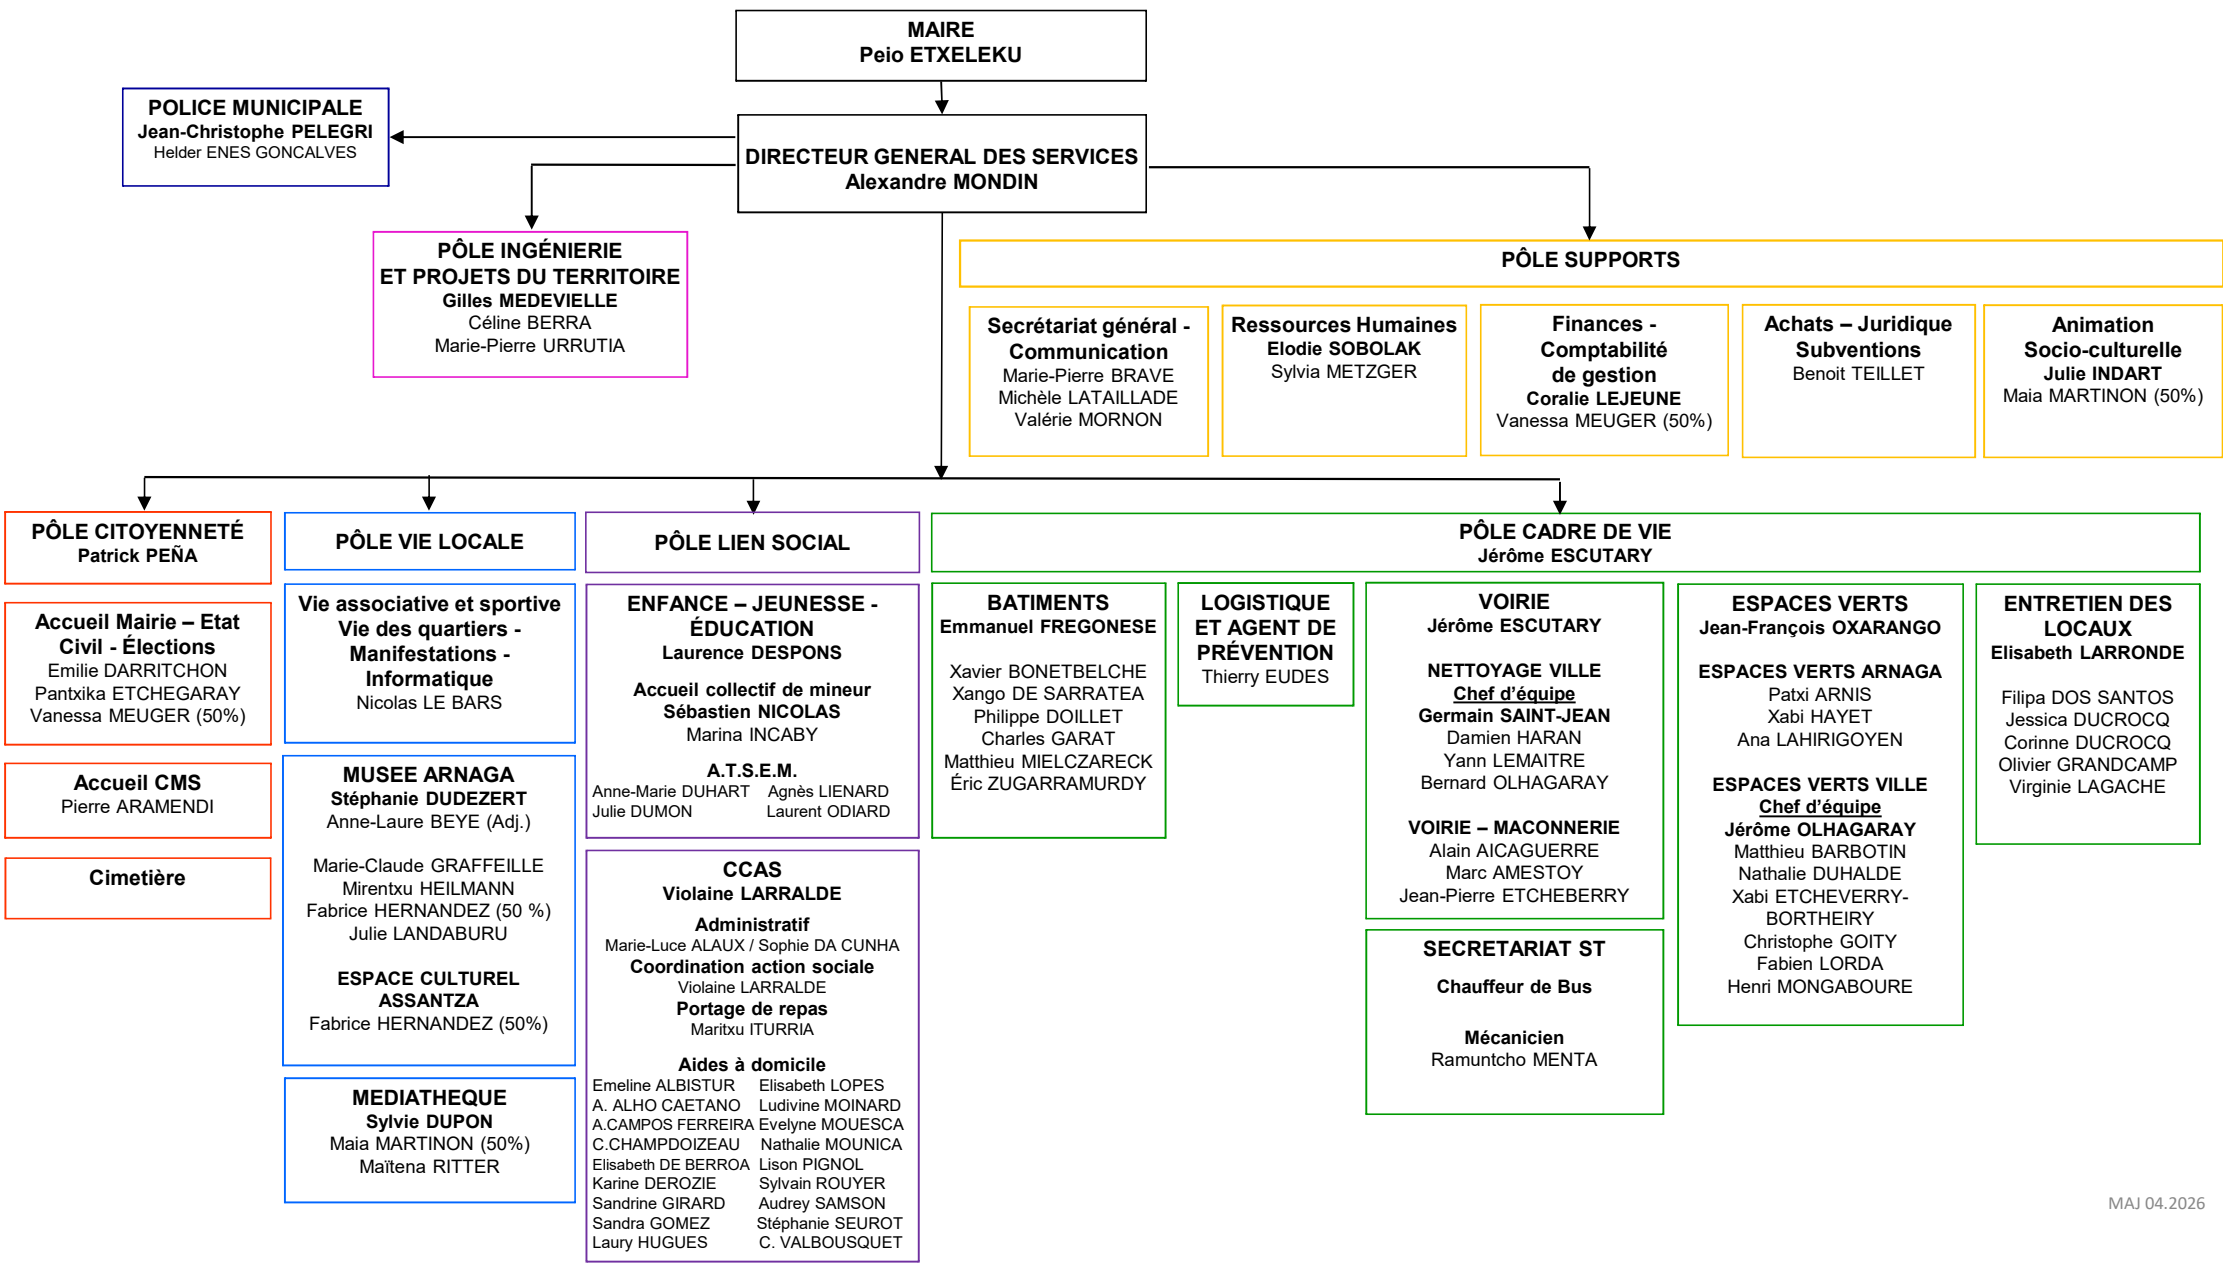 MAIRE
Peio ETXELEKU
POLICE MUNICIPALE
Jean-Christophe PELEGRI
Helder ENES GONCALVES
DIRECTEUR GENERAL DES SERVICES
Alexandre MONDIN
PÔLE INGÉNIERIE
ET PROJETS DU TERRITOIRE
Gilles MEDEVIELLE
Céline BERRA
Marie-Pierre URRUTIA
PÔLE SUPPORTS
Secrétariat général -
Communication
Marie-Pierre BRAVE
Michèle LATAILLADE
Valérie MORNON
Ressources Humaines
Elodie SOBOLAK
Sylvia METZGER
Finances -
Comptabilité
de gestion
Coralie LEJEUNE
Vanessa MEUGER (50%)
Achats – Juridique
Subventions
Benoit TEILLET
Animation
Socio-culturelle
Julie INDART
Maia MARTINON (50%)
PÔLE CITOYENNETÉ
Patrick PEÑA
Accueil Mairie – Etat
Civil - Élections
Emilie DARRITCHON
Pantxika ETCHEGARAY
Vanessa MEUGER (50%)
Accueil CMS
Pierre ARAMENDI
Cimetière
PÔLE VIE LOCALE
Vie associative et sportive
Vie des quartiers -
Manifestations -
Informatique
Nicolas LE BARS
MUSEE ARNAGA
Stéphanie DUDEZERT
Anne-Laure BEYE (Adj.)
Marie-Claude GRAFFEILLE
Mirentxu HEILMANN
Fabrice HERNANDEZ (50 %)
Julie LANDABURU
ESPACE CULTUREL
ASSANTZA
Fabrice HERNANDEZ (50%)
MEDIATHEQUE
Sylvie DUPON
Maia MARTINON (50%)
Maïtena RITTER
PÔLE LIEN SOCIAL
ENFANCE – JEUNESSE -
ÉDUCATION
Laurence DESPONS
Accueil collectif de mineur
Sébastien NICOLAS
Marina INCABY
A.T.S.E.M.
Anne-Marie DUHART Agnès LIENARD
Julie DUMON Laurent ODIARD
CCAS
Violaine LARRALDE
Administratif
Marie-Luce ALAUX / Sophie DA CUNHA
Coordination action sociale
Violaine LARRALDE
Portage de repas
Maritxu ITURRIA
Aides à domicile
Emeline ALBISTUR Elisabeth LOPES
A. ALHO CAETANO Ludivine MOINARD
A.CAMPOS FERREIRA Evelyne MOUESCA
C.CHAMPDOIZEAU Nathalie MOUNICA
Elisabeth DE BERROA Lison PIGNOL
Karine DEROZIE Sylvain ROUYER
Sandrine GIRARD Audrey SAMSON
Sandra GOMEZ Stéphanie SEUROT
Laury HUGUES C. VALBOUSQUET
PÔLE CADRE DE VIE
Jérôme ESCUTARY
BATIMENTS
Emmanuel FREGONESE
Xavier BONETBELCHE
Xango DE SARRATEA
Philippe DOILLET
Charles GARAT
Matthieu MIELCZARECK
Éric ZUGARRAMURDY
LOGISTIQUE
ET AGENT DE
PRÉVENTION
Thierry EUDES
VOIRIE
Jérôme ESCUTARY
NETTOYAGE VILLE
Chef d'équipe
Germain SAINT-JEAN
Damien HARAN
Yann LEMAITRE
Bernard OLHAGARAY
VOIRIE – MACONNERIE
Alain AICAGUERRE
Marc AMESTOY
Jean-Pierre ETCHEBERRY
SECRETARIAT ST
Chauffeur de Bus
Mécanicien
Ramuntcho MENTA
ESPACES VERTS
Jean-François OXARANGO
ESPACES VERTS ARNAGA
Patxi ARNIS
Xabi HAYET
Ana LAHIRIGOYEN
ESPACES VERTS VILLE
Chef d'équipe
Jérôme OLHAGARAY
Matthieu BARBOTIN
Nathalie DUHALDE
Xabi ETCHEVERRY-
BORTHEIRY
Christophe GOITY
Fabien LORDA
Henri MONGABOURE
ENTRETIEN DES
LOCAUX
Elisabeth LARRONDE
Filipa DOS SANTOS
Jessica DUCROCQ
Corinne DUCROCQ
Olivier GRANDCAMP
Virginie LAGACHE
MAJ 04.2026